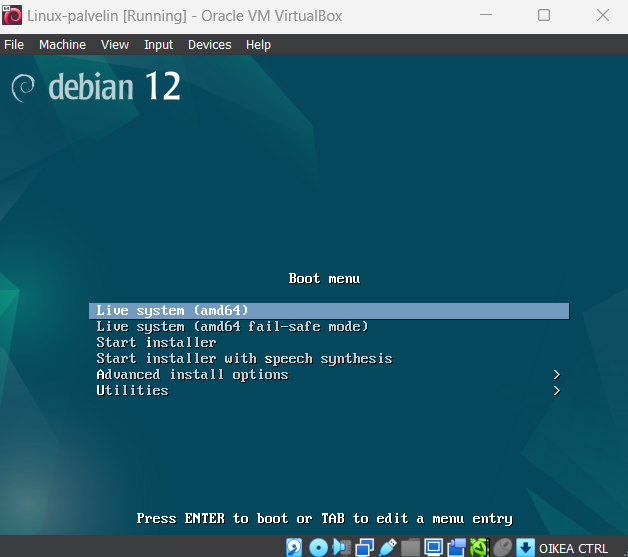 Linux-palvelin [Running] - Oracle VM VirtualBox
File Machine View Input Devices Help
debian 12
Boot menu
Live system (amd64)
Live system (amd64 fail-safe mode)
Start installer
Start installer with speech synthesis
Advanced install options >
Utilities >
Press ENTER to boot or TAB to edit a menu entry
OIKEA CTRL